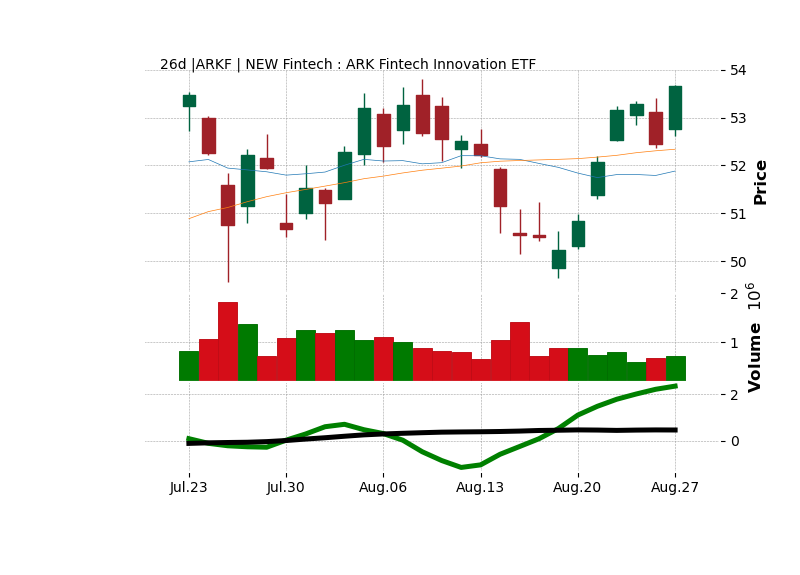 26d |ARKF | NEW Fintech : ARK Fintech Innovation ETF
54
53
52
51
50
Price
2
1
Volume 10^6
2
0
Jul.23 Jul.30 Aug.06 Aug.13 Aug.20 Aug.27